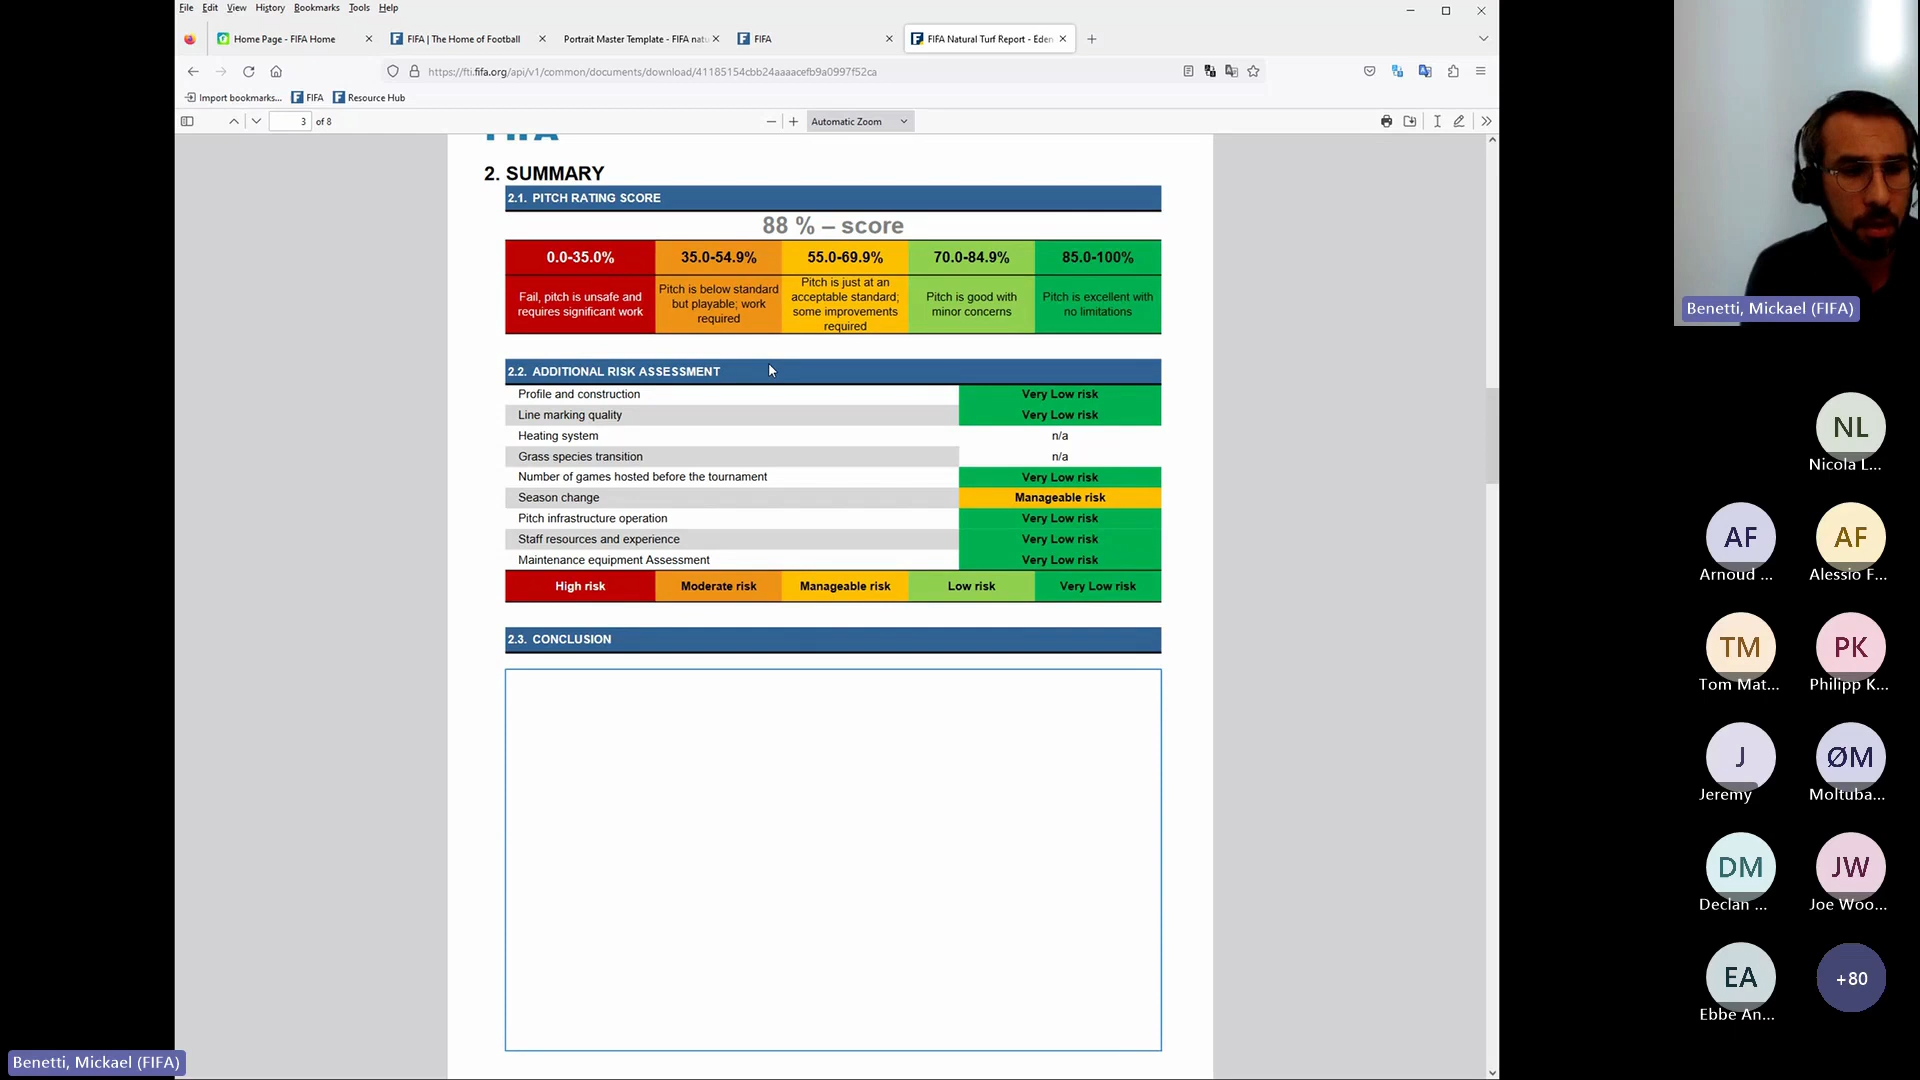 File Edit View History Bookmarks Tools Help
Home Page - FIFA Home
FIFA | The Home of Football
Portrait Master Template - FIFA natu
FIFA
FIFA Natural Turf Report - Eden
https://fti.fifa.org/api/v1/common/documents/download/41185154cbb24aaaacefb9a0997f52ca
Import bookmarks... FIFA Resource Hub
3 of 8
Automatic Zoom
FIFA
2. SUMMARY
2.1. PITCH RATING SCORE
88 % – score
0.0-35.0% 35.0-54.9% 55.0-69.9% 70.0-84.9% 85.0-100%
Fail, pitch is unsafe and
requires significant work
Pitch is below standard
but playable; work
required
Pitch is just at an
acceptable standard;
some improvements
required
Pitch is good with
minor concerns
Pitch is excellent with
no limitations
2.2. ADDITIONAL RISK ASSESSMENT
Profile and construction Very Low risk
Line marking quality Very Low risk
Heating system n/a
Grass species transition n/a
Number of games hosted before the tournament Very Low risk
Season change Manageable risk
Pitch infrastructure operation Very Low risk
Staff resources and experience Very Low risk
Maintenance equipment Assessment Very Low risk
High risk Moderate risk Manageable risk Low risk Very Low risk
2.3. CONCLUSION
Benetti, Mickael (FIFA)
NL
Nicola L...
AF
Arnoud ...
AF
Alessio F...
TM
Tom Mat...
PK
Philipp K...
J
Jeremy
ØM
Moltuba...
DM
Declan ...
JW
Joe Woo...
EA
Ebbe An...
+80
Benetti, Mickael (FIFA)